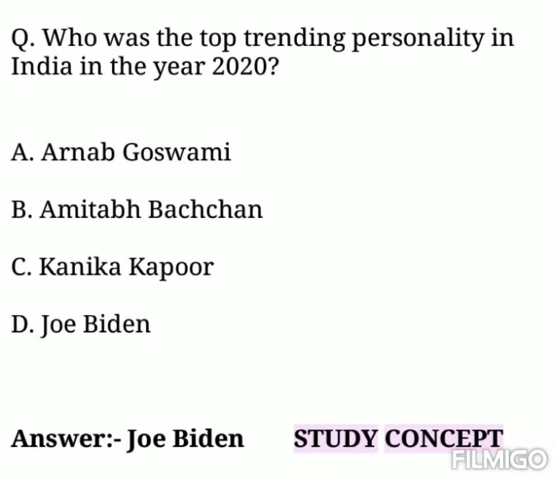 Q. Who was the top trending personality in
India in the year 2020?
A. Arnab Goswami
B. Amitabh Bachchan
C. Kanika Kapoor
D. Joe Biden
Answer:- Joe Biden STUDY CONCEPT
FILMIGO